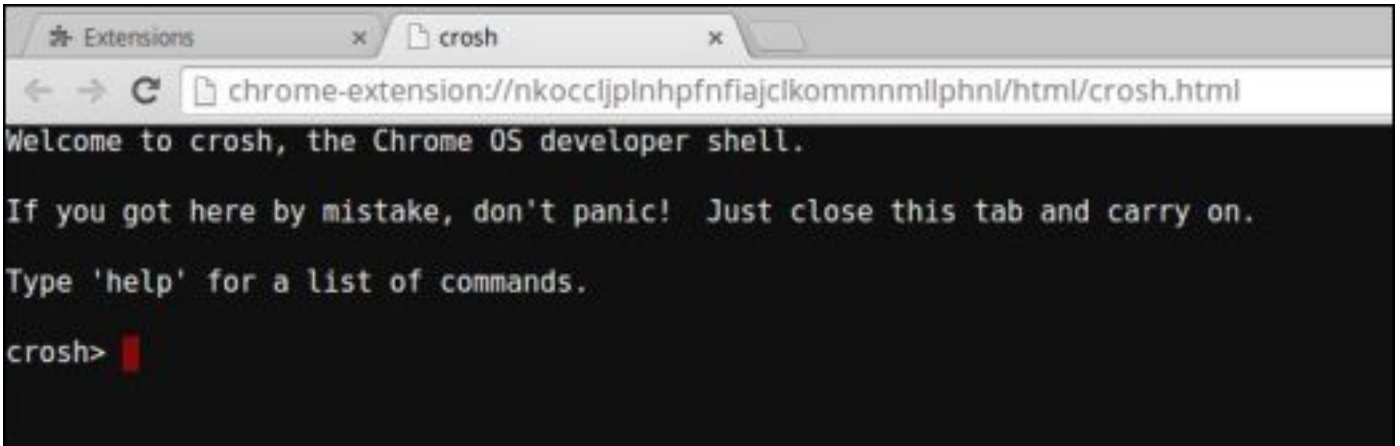 Extensions
crosh
chrome-extension://nkoccljplnhpfnfiajclkommnmllphnl/html/crosh.html
Welcome to crosh, the Chrome OS developer shell.
If you got here by mistake, don't panic!  Just close this tab and carry on.
Type 'help' for a list of commands.
crosh>